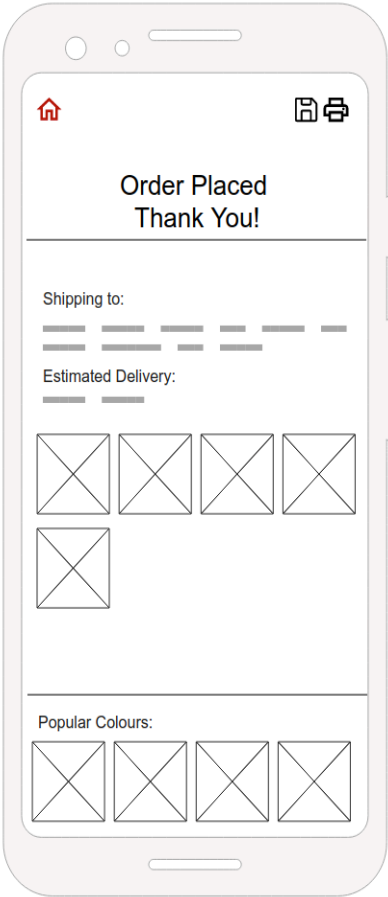 Order Placed
Thank You!
Shipping to:
Estimated Delivery:
Popular Colours: